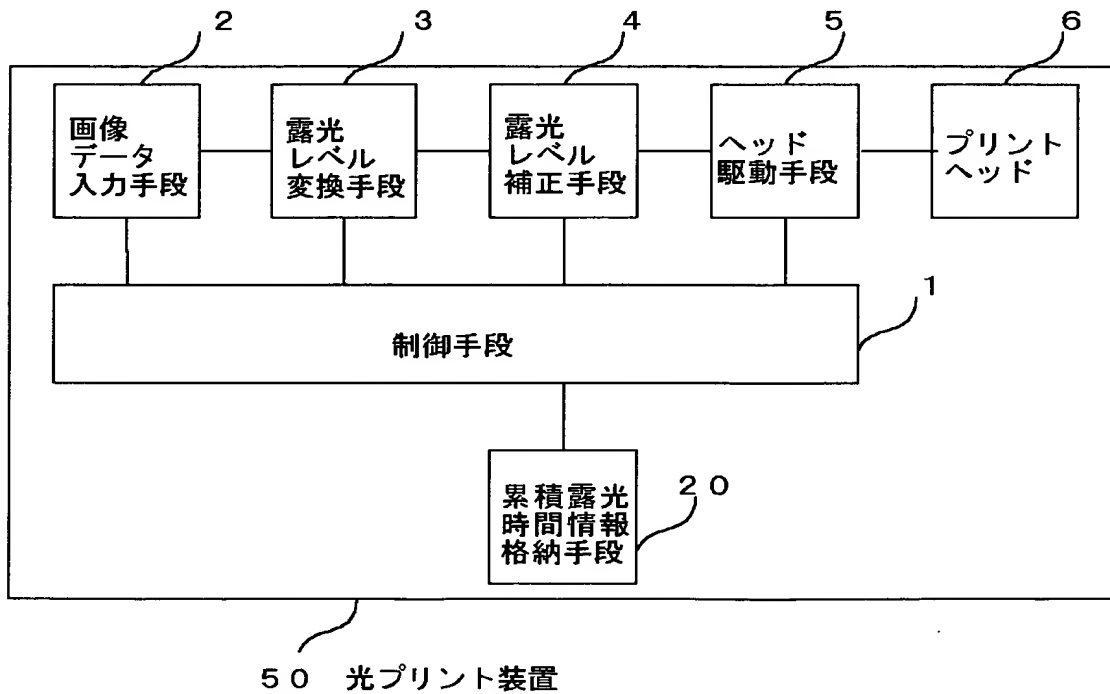 ２
３
４
５
６
画像
データ
入力手段
露光
レベル
変換手段
露光
レベル
補正手段
ヘッド
駆動手段
プリント
ヘッド
１
制御手段
２０
累積露光
時間情報
格納手段
５０　光プリント装置